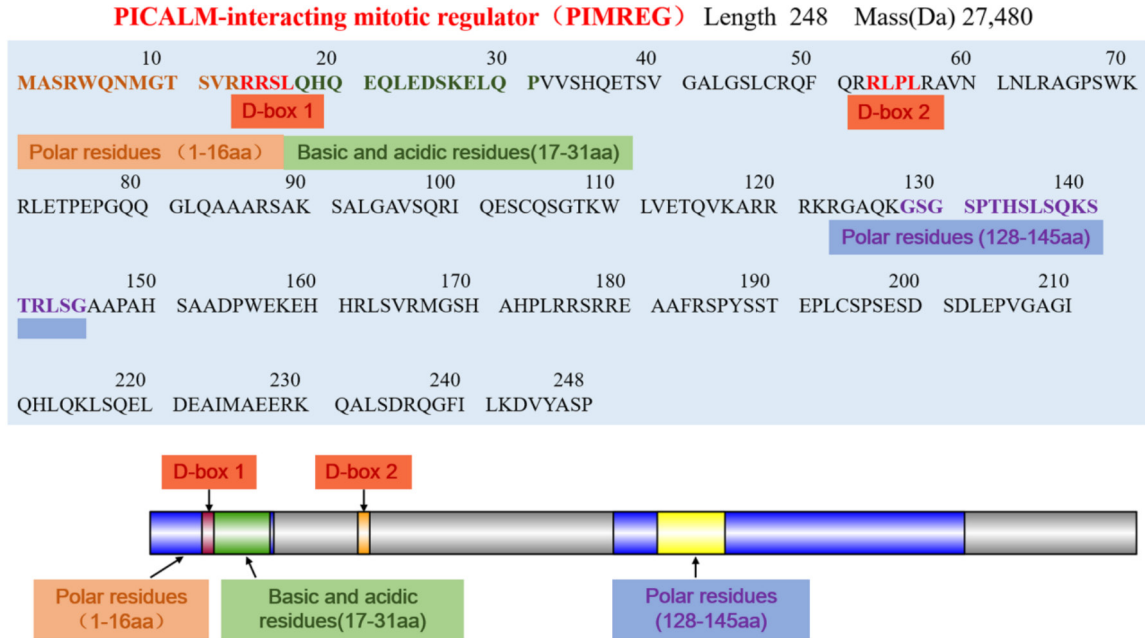 PICALM-interacting mitotic regulator（PIMREG） Length 248 Mass(Da) 27,480
10 20 30 40 50 60 70
MASRWQNMGT SVRRRSLQHQ EQLEDSKELQ PVVSHQETSV GALGSLCRQF QRRLPLRAVN LNLRAGPSWK
D-box 1 D-box 2
Polar residues （1-16aa） Basic and acidic residues(17-31aa)
80 90 100 110 120 130 140
RLETPEPGQQ GLQAAARSAK SALGAVSQRI QESCQSGTKW LVETQVKARR RKRGAQKGSG SPTHSLSQKS
Polar residues (128-145aa)
150 160 170 180 190 200 210
TRLSGAAPAH SAADPWEKEH HRLSVRMGSH AHPLRRSRRE AAFRSPYSST EPLCSPSESD SDLEPVGAGI
220 230 240 248
QHLQKLSQEL DEAIMAEERK QALSDRQGFI LKDVYASP
D-box 1 D-box 2
Polar residues
（1-16aa）
Basic and acidic
residues(17-31aa)
Polar residues
(128-145aa)